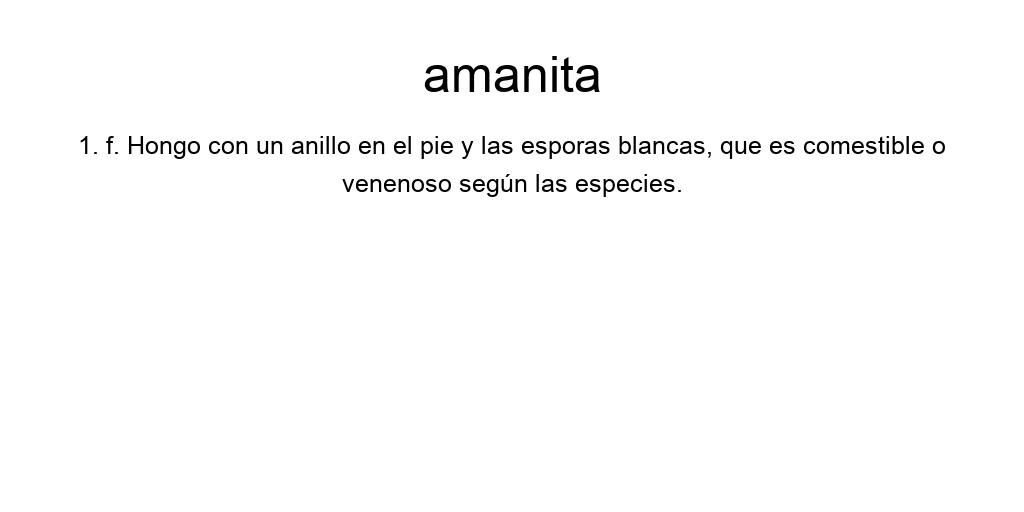 amanita
1. f. Hongo con un anillo en el pie y las esporas blancas, que es comestible o
venenoso según las especies.